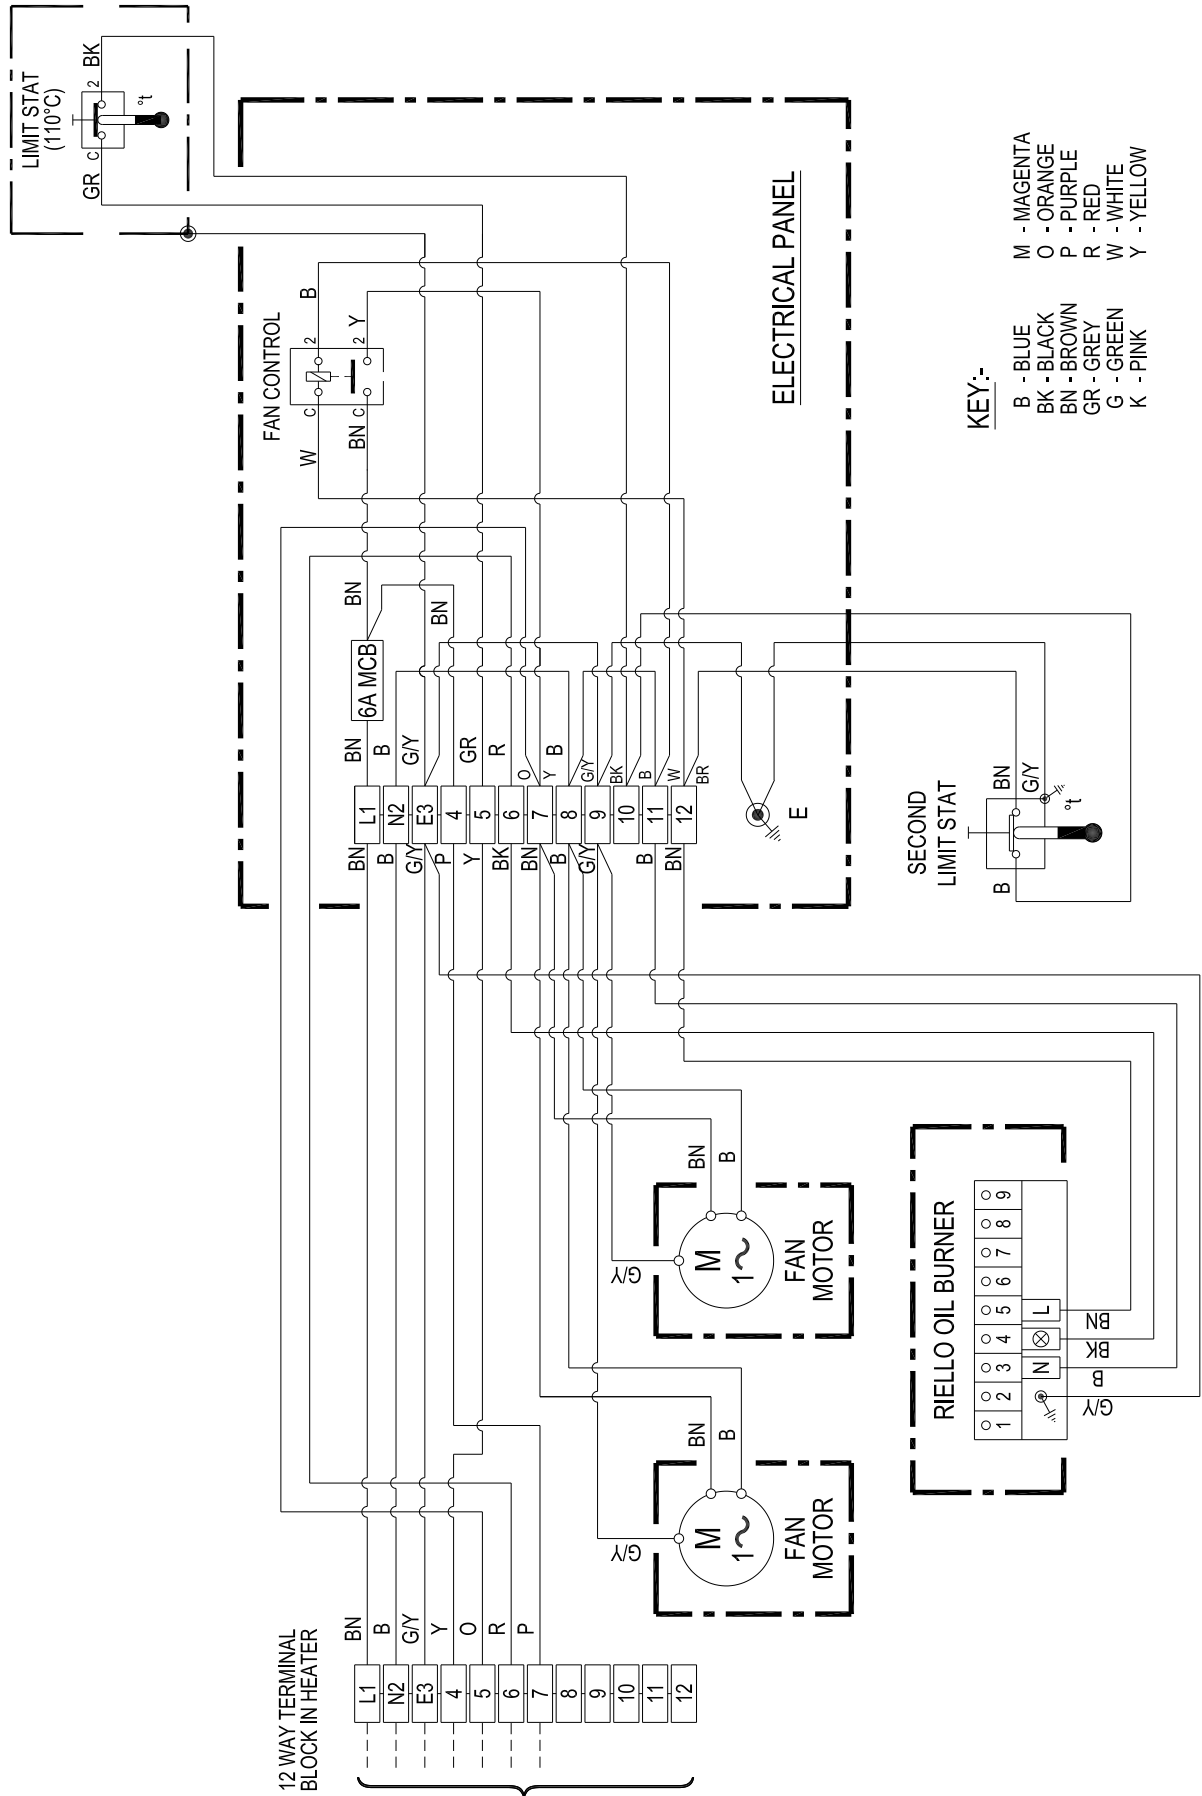 LIMIT STAT
(110°C)
GR
C
2
BK
°t
ELECTRICAL PANEL
FAN CONTROL
W
C
2
B
BN
C
2
Y
BN
BN
6A MCB
BN
B
G/Y
GR
R
O
Y
B
G/Y
BK
B
W
BR
L1
N2
E3
4
5
6
7
8
9
10
11
12
BN
B
G/Y
P
Y
BK
BN
B
G/Y
B
BN
E
SECOND
LIMIT STAT
B
BN
G/Y
°t
KEY:-
B - BLUE
BK - BLACK
BN - BROWN
GR - GREY
G - GREEN
K - PINK
M - MAGENTA
O - ORANGE
P - PURPLE
R - RED
W - WHITE
Y - YELLOW
G/Y
BN
B
M
1
FAN
MOTOR
G/Y
BN
B
M
1
FAN
MOTOR
RIELLO OIL BURNER
1 2 3 4 5 6 7 8 9
N
L
G/Y
B
BK
BN
12 WAY TERMINAL
BLOCK IN HEATER
BN
B
G/Y
Y
O
R
P
L1
N2
E3
4
5
6
7
8
9
10
11
12